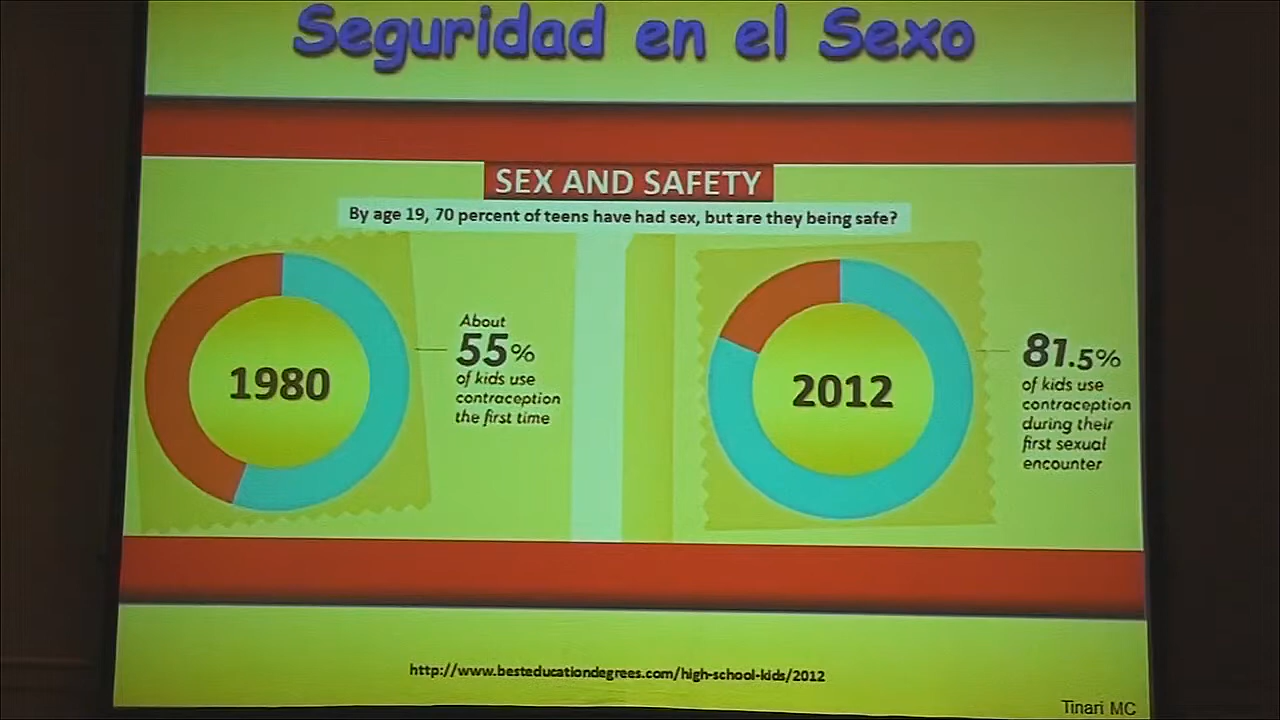 Seguridad en el Sexo
SEX AND SAFETY
By age 19, 70 percent of teens have had sex, but are they being safe?
1980
About
55%
of kids use
contraception
the first time
2012
81.5%
of kids use
contraception
during their
first sexual
encounter
http://www.besteducationdegrees.com/high-school-kids/2012
Tinari MC